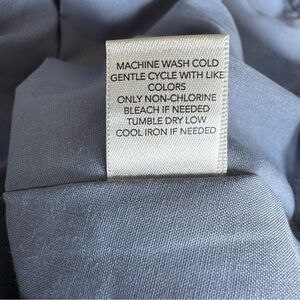 MACHINE WASH COLD
GENTLE CYCLE WITH LIKE
COLORS
ONLY NON-CHLORINE
BLEACH IF NEEDED
TUMBLE DRY LOW
COOL IRON IF NEEDED